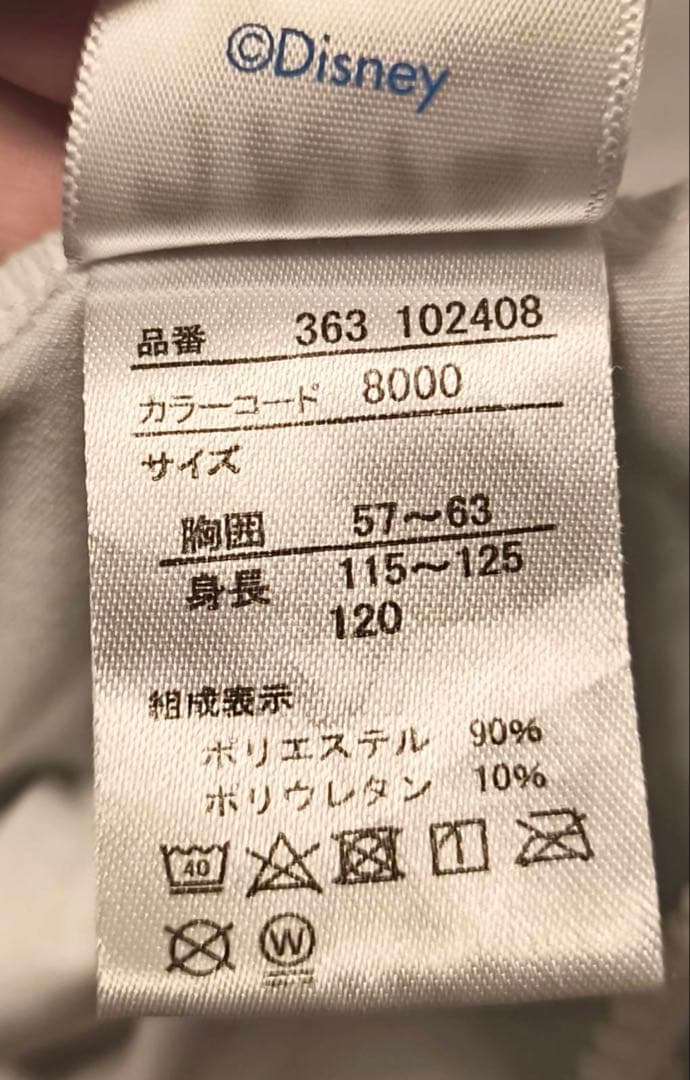 ©Disney
品番 363 102408
カラーコード 8000
サイズ
胸囲 57～63
身長 115～125
120
組成表示
ポリエステル 90%
ポリウレタン 10%
40
W